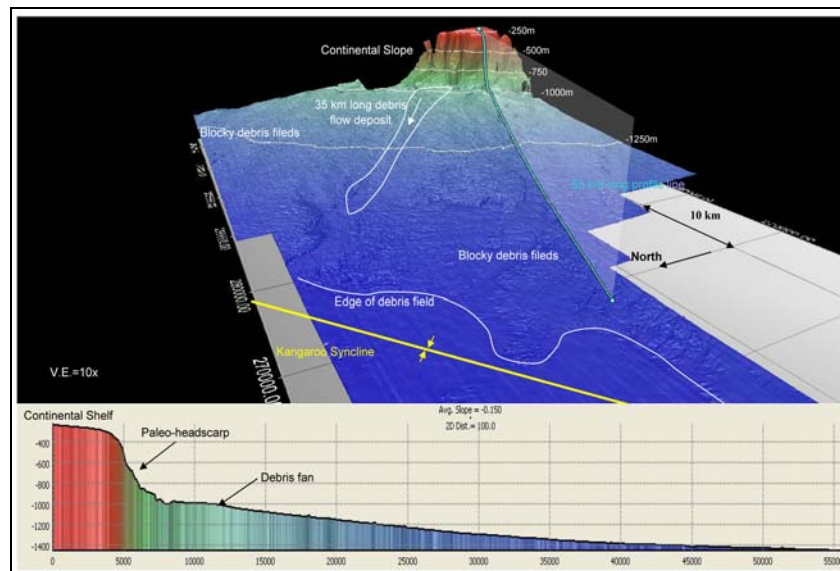 -250m
Continental Slope
-500m
-750
-1000m
35 km long debris
flow deposit
-1250m
Blocky debris fileds
10 km
North
Blocky debris fileds
Edge of debris field
Kangaroo Syncline
270000.00
V.E.=10x
Continental Shelf
Avg. Slope = -0.150
2D Dist.= 100.0
Paleo-headscarp
Debris fan
-400
-600
-800
-1000
-1200
-1400
0 5000 10000 15000 20000 25000 30000 35000 40000 45000 50000